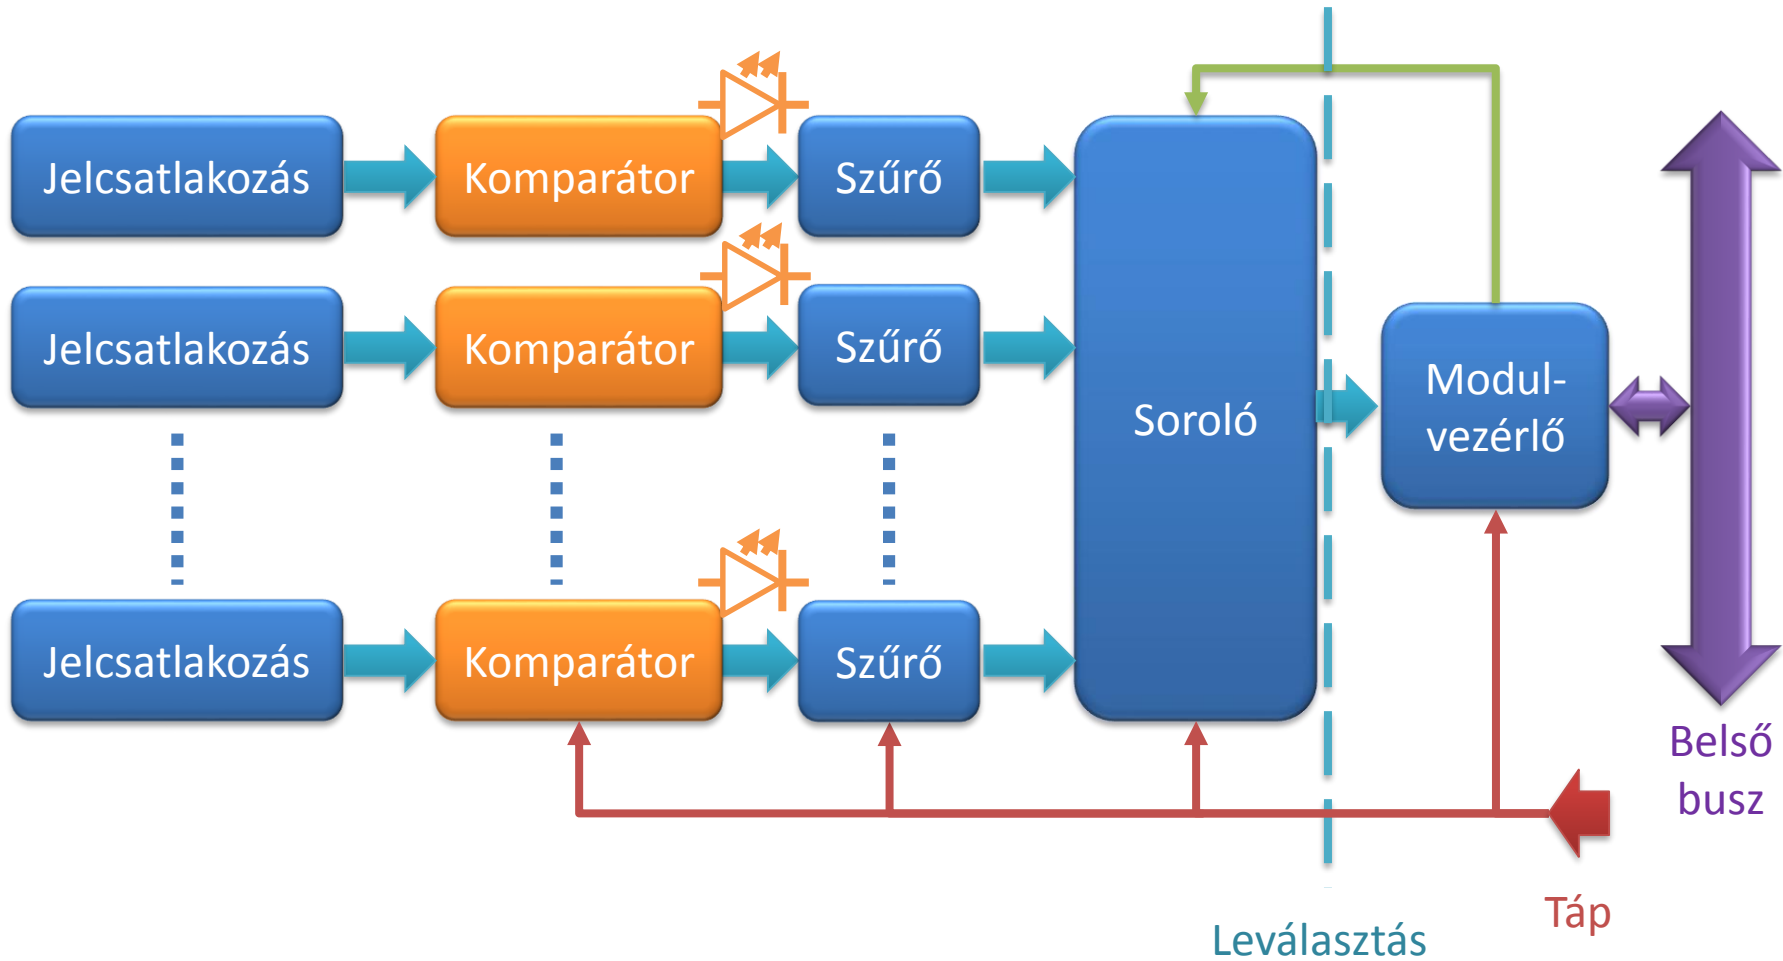 Jelcsatlakozás
Komparátor
Szűrő
Jelcsatlakozás
Komparátor
Szűrő
Soroló
Modul-
vezérlő
Jelcsatlakozás
Komparátor
Szűrő
Belső
busz
Táp
Leválasztás